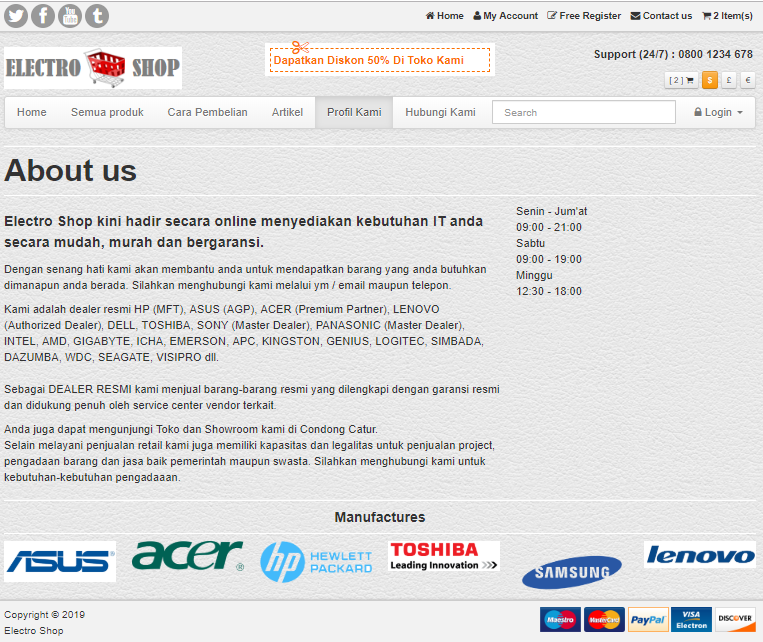 You
Tube
Home
My Account
Free Register
Contact us
2 Item(s)
ELECTRO SHOP
Dapatkan Diskon 50% Di Toko Kami
Support (24/7) : 0800 1234 678
[ 2 ]
$
£
€
Home
Semua produk
Cara Pembelian
Artikel
Profil Kami
Hubungi Kami
Search
Login
About us
Electro Shop kini hadir secara online menyediakan kebutuhan IT anda
secara mudah, murah dan bergaransi.
Dengan senang hati kami akan membantu anda untuk mendapatkan barang yang anda butuhkan
dimanapun anda berada. Silahkan menghubungi kami melalui ym / email maupun telepon.
Kami adalah dealer resmi HP (MFT), ASUS (AGP), ACER (Premium Partner), LENOVO
(Authorized Dealer), DELL, TOSHIBA, SONY (Master Dealer), PANASONIC (Master Dealer),
INTEL, AMD, GIGABYTE, ICHA, EMERSON, APC, KINGSTON, GENIUS, LOGITEC, SIMBADA,
DAZUMBA, WDC, SEAGATE, VISIPRO dll.
Sebagai DEALER RESMI kami menjual barang-barang resmi yang dilengkapi dengan garansi resmi
dan didukung penuh oleh service center vendor terkait.
Anda juga dapat mengunjungi Toko dan Showroom kami di Condong Catur.
Selain melayani penjualan retail kami juga memiliki kapasitas dan legalitas untuk penjualan project,
pengadaan barang dan jasa baik pemerintah maupun swasta. Silahkan menghubungi kami untuk
kebutuhan-kebutuhan pengadaaan.
Senin - Jum'at
09:00 - 21:00
Sabtu
09:00 - 19:00
Minggu
12:30 - 18:00
Manufactures
ASUS
acer
hp HEWLETT
PACKARD
TOSHIBA
Leading Innovation >>>
SAMSUNG
lenovo
Copyright © 2019
Electro Shop
Maestro
MasterCard
PayPal
VISA
Electron
DISCOVER